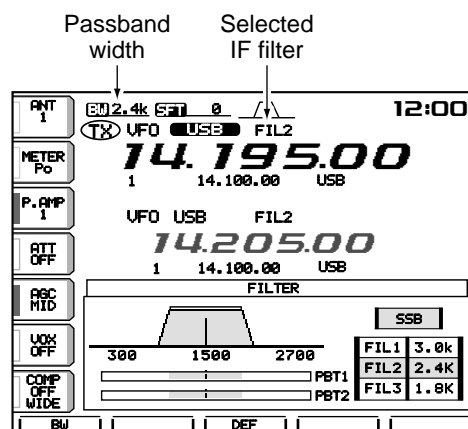 Passband width
Selected IF filter
ANT 1
BW 2.4k SFT 0
12:00
TX VFO USB FIL2
METER Po
14.195.00
1 14.100.00 USB
P.AMP 1
VFO USB FIL2
ATT OFF
14.205.00
1 14.100.00 USB
AGC MID
FILTER
SSB
VOX OFF
300 1500 2700
FIL1 3.0k
FIL2 2.4K
FIL3 1.8K
PBT1
PBT2
COMP OFF WIDE
BW DEF